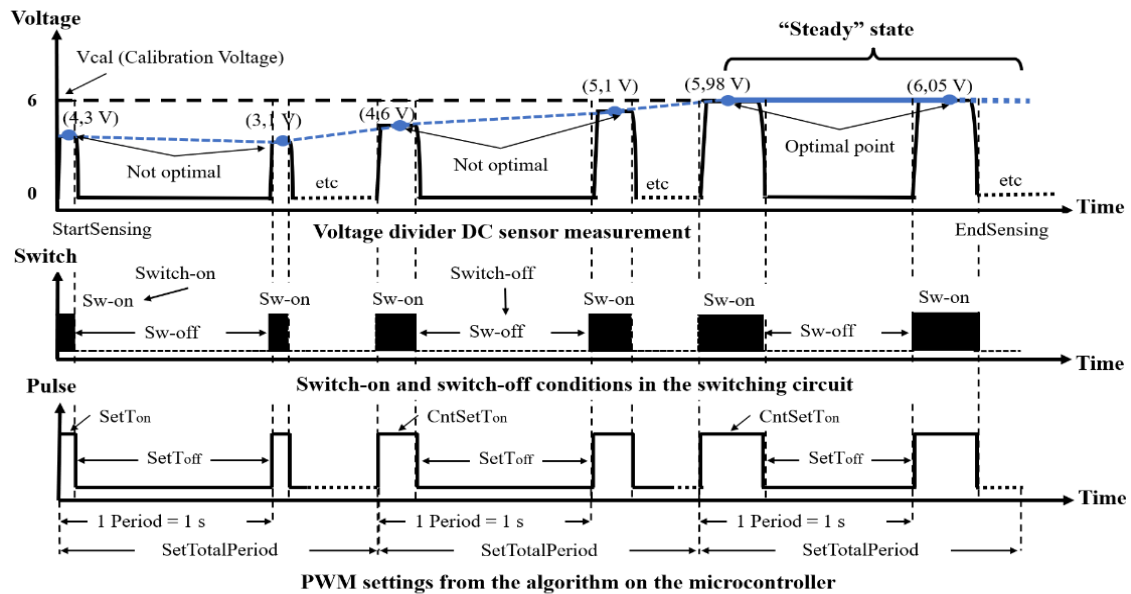 Voltage
"Steady" state
Vcal (Calibration Voltage)
6
(4,3 V)
(3,1 V)
(4,6 V)
(5,1 V)
(5,98 V)
(6,05 V)
Not optimal
Not optimal
Optimal point
etc
etc
etc
0
Time
StartSensing
Voltage divider DC sensor measurement
EndSensing
Switch
Switch-on
Switch-off
Sw-on
Sw-on
Sw-on
Sw-on
Sw-on
Sw-on
Sw-off
Sw-off
Sw-off
Time
Switch-on and switch-off conditions in the switching circuit
Pulse
SetTon
CntSetTon
CntSetTon
SetToff
SetToff
SetToff
Time
1 Period = 1 s
1 Period = 1 s
1 Period = 1 s
SetTotalPeriod
SetTotalPeriod
SetTotalPeriod
PWM settings from the algorithm on the microcontroller